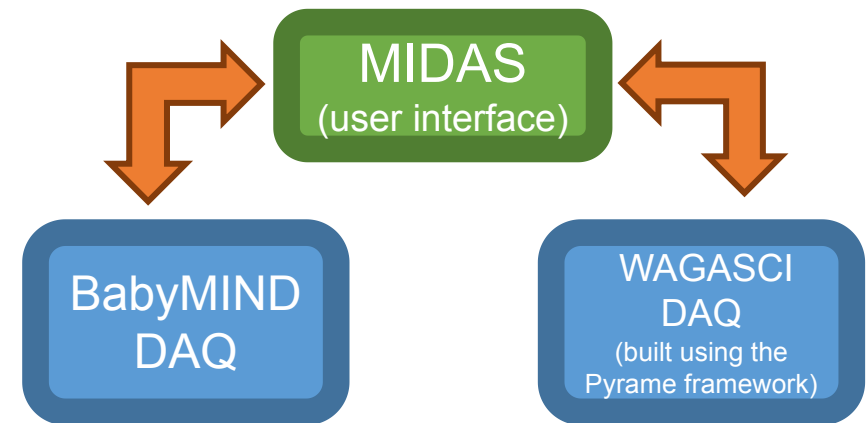 MIDAS
(user interface)
BabyMIND
DAQ
WAGASCI
DAQ
(built using the
Pyrame framework)